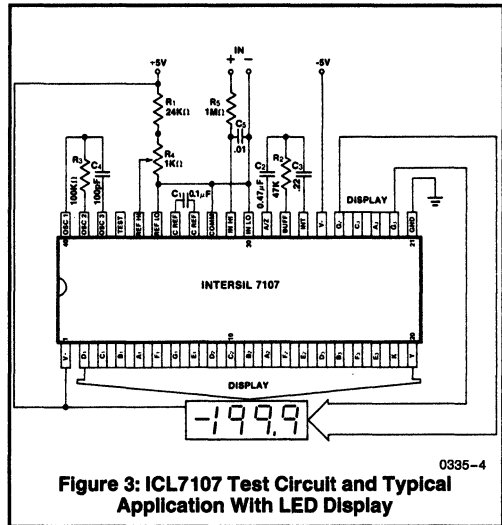 +5V
IN
+ −
-5V
R1
24KΩ
R5
1MΩ
R4
1KΩ
C5
.01
R3
100KΩ
C4
100pF
C1 0.1µF
C2
0.47µF
R2
47K
C3
.22
DISPLAY
OSC 1
OSC 2
OSC 3
TEST
REF HI
REF LO
C REF
C REF
COMM
IN HI
IN LO
A/Z
BUFF
INT
V-
G2
C3
A3
G3
GND
40
30
21
INTERSIL 7107
1
10
20
V+
D1
C1
B1
A1
F1
G1
E1
D2
C2
B2
A2
F2
E2
D3
B3
F3
E3
K
Y
DISPLAY
-199.9
0335-4
Figure 3: ICL7107 Test Circuit and Typical
Application With LED Display